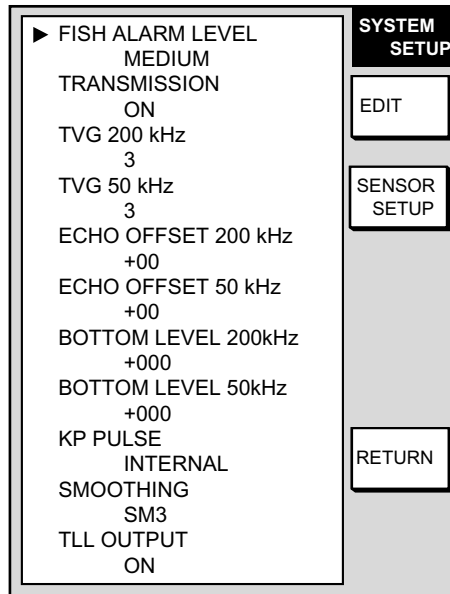 ▶ FISH ALARM LEVEL
MEDIUM
TRANSMISSION
ON
TVG 200 kHz
3
TVG 50 kHz
3
ECHO OFFSET 200 kHz
+00
ECHO OFFSET 50 kHz
+00
BOTTOM LEVEL 200kHz
+000
BOTTOM LEVEL 50kHz
+000
KP PULSE
INTERNAL
SMOOTHING
SM3
TLL OUTPUT
ON
SYSTEM
SETUP
EDIT
SENSOR
SETUP
RETURN